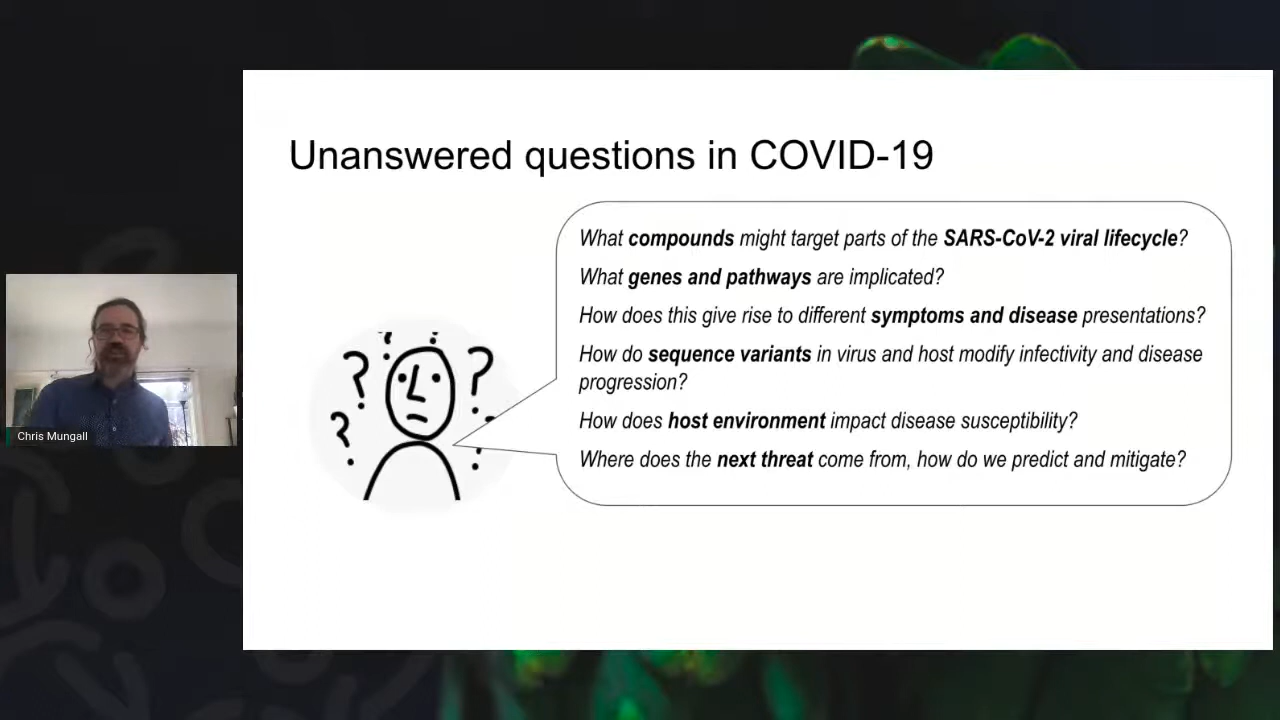 Unanswered questions in COVID-19
What compounds might target parts of the SARS-CoV-2 viral lifecycle?
What genes and pathways are implicated?
How does this give rise to different symptoms and disease presentations?
How do sequence variants in virus and host modify infectivity and disease
progression?
How does host environment impact disease susceptibility?
Where does the next threat come from, how do we predict and mitigate?
? ? ? ? ? ? ?
Chris Mungall